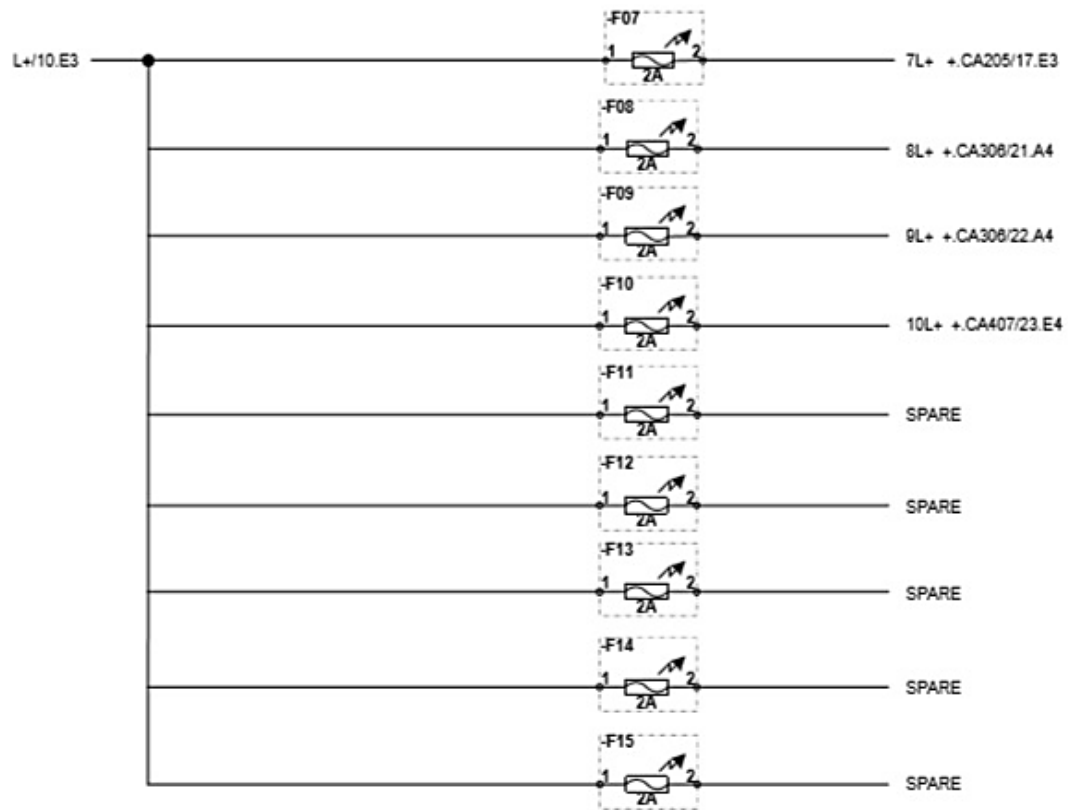 -F07
L+/10.E3 1 2 7L+ +.CA205/17.E3
2A
-F08
1 2 8L+ +.CA306/21.A4
2A
-F09
1 2 9L+ +.CA306/22.A4
2A
-F10
1 2 10L+ +.CA407/23.E4
2A
-F11
1 2 SPARE
2A
-F12
1 2 SPARE
2A
-F13
1 2 SPARE
2A
-F14
1 2 SPARE
2A
-F15
1 2 SPARE
2A